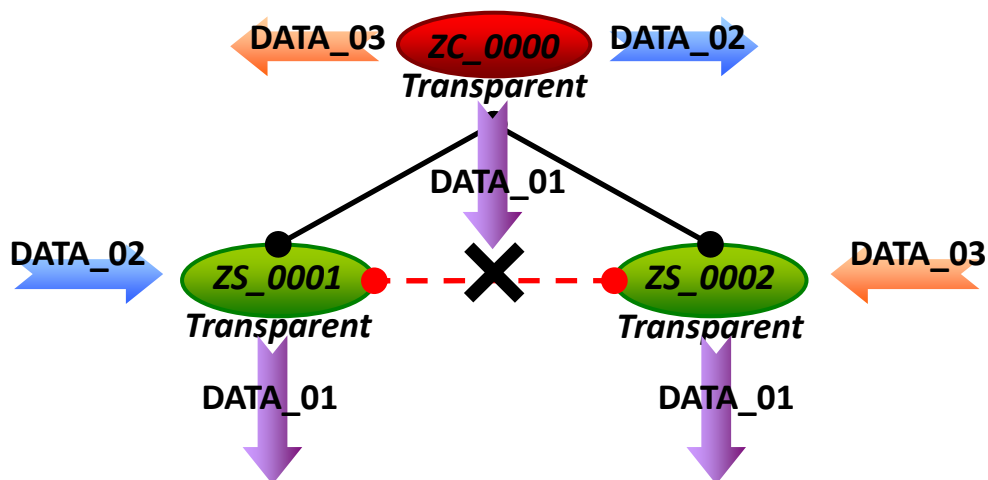 DATA_03
ZC_0000
DATA_02
Transparent
DATA_01
DATA_02
ZS_0001
ZS_0002
DATA_03
Transparent
Transparent
DATA_01
DATA_01